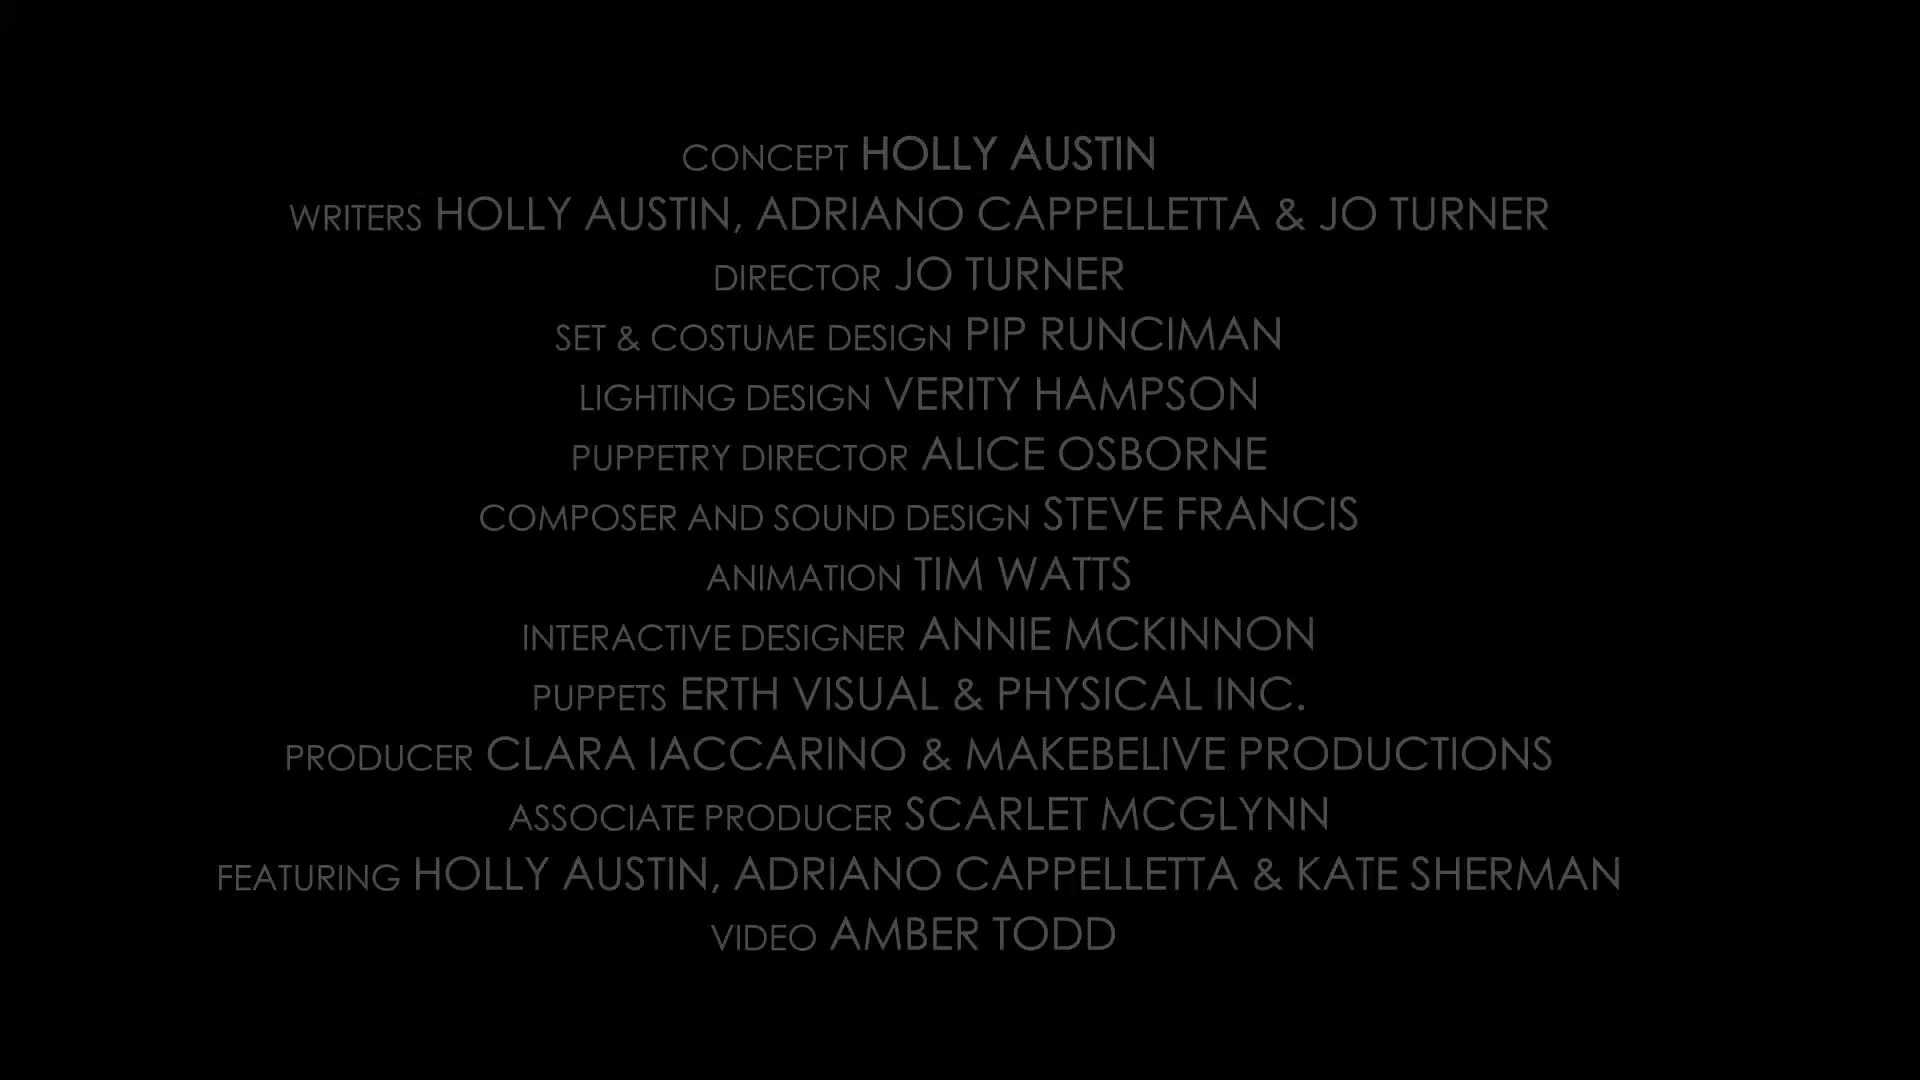 CONCEPT HOLLY AUSTIN
WRITERS HOLLY AUSTIN, ADRIANO CAPPELLETTA & JO TURNER
DIRECTOR JO TURNER
SET & COSTUME DESIGN PIP RUNCIMAN
LIGHTING DESIGN VERITY HAMPSON
PUPPETRY DIRECTOR ALICE OSBORNE
COMPOSER AND SOUND DESIGN STEVE FRANCIS
ANIMATION TIM WATTS
INTERACTIVE DESIGNER ANNIE MCKINNON
PUPPETS ERTH VISUAL & PHYSICAL INC.
PRODUCER CLARA IACCARINO & MAKEBELIVE PRODUCTIONS
ASSOCIATE PRODUCER SCARLET MCGLYNN
FEATURING HOLLY AUSTIN, ADRIANO CAPPELLETTA & KATE SHERMAN
VIDEO AMBER TODD